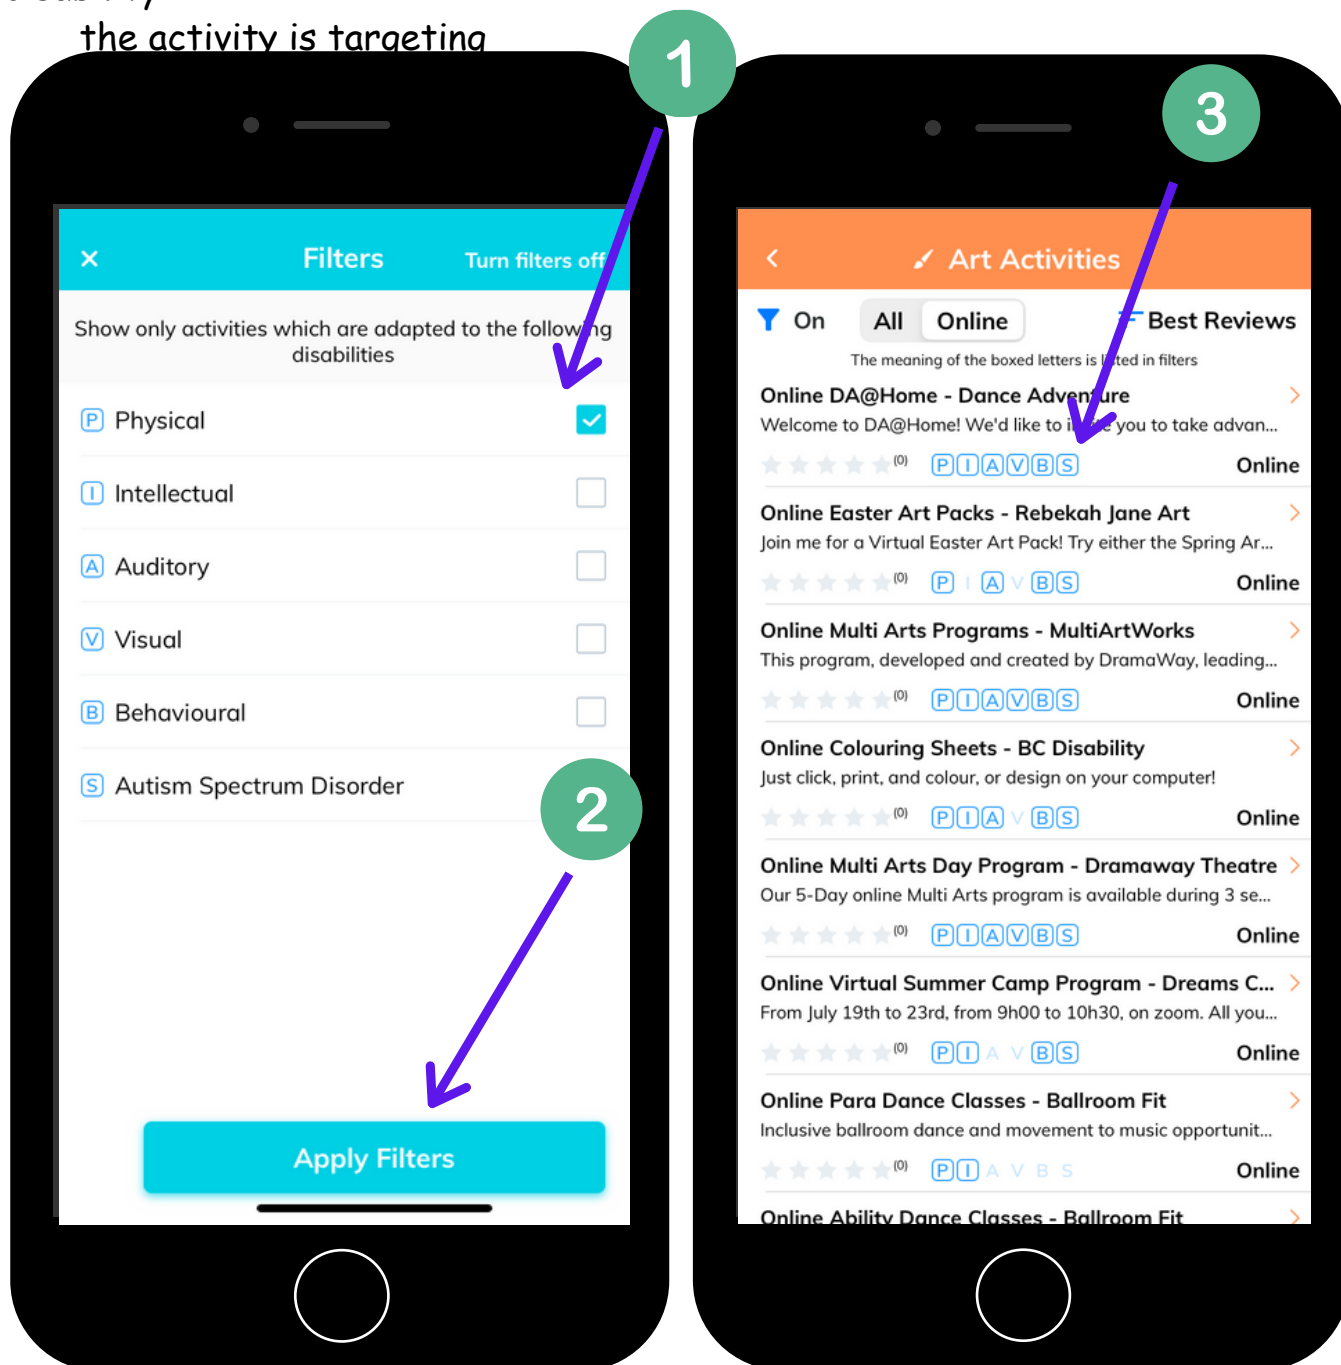 the activity is targeting
1
3
Filters
Turn filters off
Show only activities which are adapted to the following
disabilities
P Physical
I Intellectual
A Auditory
V Visual
B Behavioural
S Autism Spectrum Disorder
2
Apply Filters
Art Activities
On
All
Online
Best Reviews
The meaning of the boxed letters is listed in filters
Online DA@Home - Dance Adventure
Welcome to DA@Home! We'd like to invite you to take advan...
(0) P I A V B S Online
Online Easter Art Packs - Rebekah Jane Art
Join me for a Virtual Easter Art Pack! Try either the Spring Ar...
(0) P I A V B S Online
Online Multi Arts Programs - MultiArtWorks
This program, developed and created by DramaWay, leading...
(0) P I A V B S Online
Online Colouring Sheets - BC Disability
Just click, print, and colour, or design on your computer!
(0) P I A V B S Online
Online Multi Arts Day Program - Dramaway Theatre
Our 5-Day online Multi Arts program is available during 3 se...
(0) P I A V B S Online
Online Virtual Summer Camp Program - Dreams C...
From July 19th to 23rd, from 9h00 to 10h30, on zoom. All you...
(0) P I A V B S Online
Online Para Dance Classes - Ballroom Fit
Inclusive ballroom dance and movement to music opportunit...
(0) P I A V B S Online
Online Ability Dance Classes - Ballroom Fit